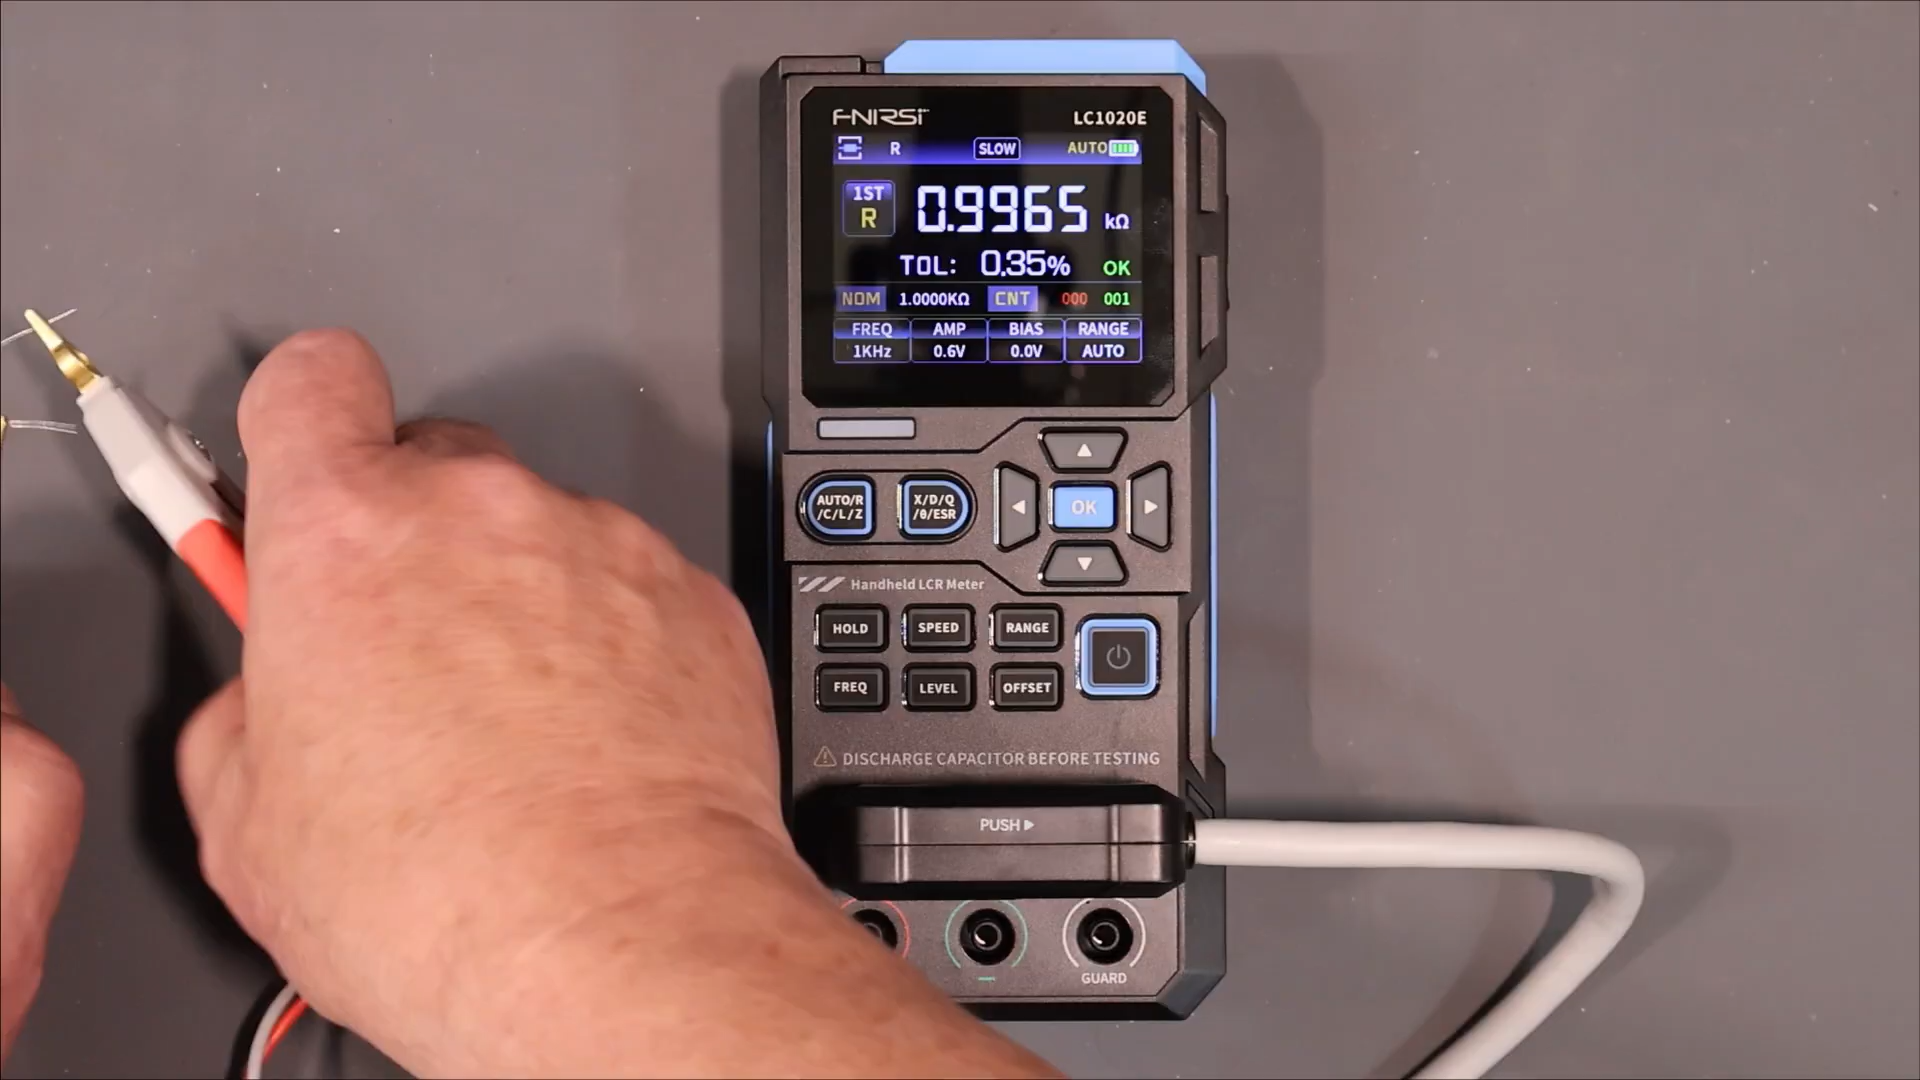 FNIRSI LC1020E
R SLOW AUTO
1ST R 0.9965 kΩ
TOL: 0.35% OK
NOM 1.0000KΩ CNT 000 001
FREQ AMP BIAS RANGE
1KHz 0.6V 0.0V AUTO
AUTO/R /C/L/Z X/D/Q /θ/ESR OK
Handheld LCR Meter
HOLD SPEED RANGE
FREQ LEVEL OFFSET
DISCHARGE CAPACITOR BEFORE TESTING
PUSH
GUARD